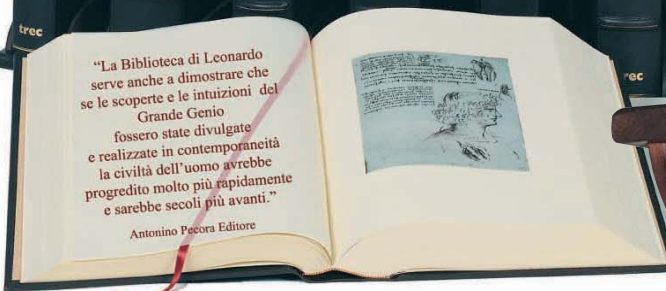 trec
rec
“La Biblioteca di Leonardo
serve anche a dimostrare che
se le scoperte e le intuizioni del
Grande Genio
fossero state divulgate
e realizzate in contemporaneità
la civiltà dell’uomo avrebbe
progredito molto più rapidamente
e sarebbe secoli più avanti.”
Antonino Pecora Editore